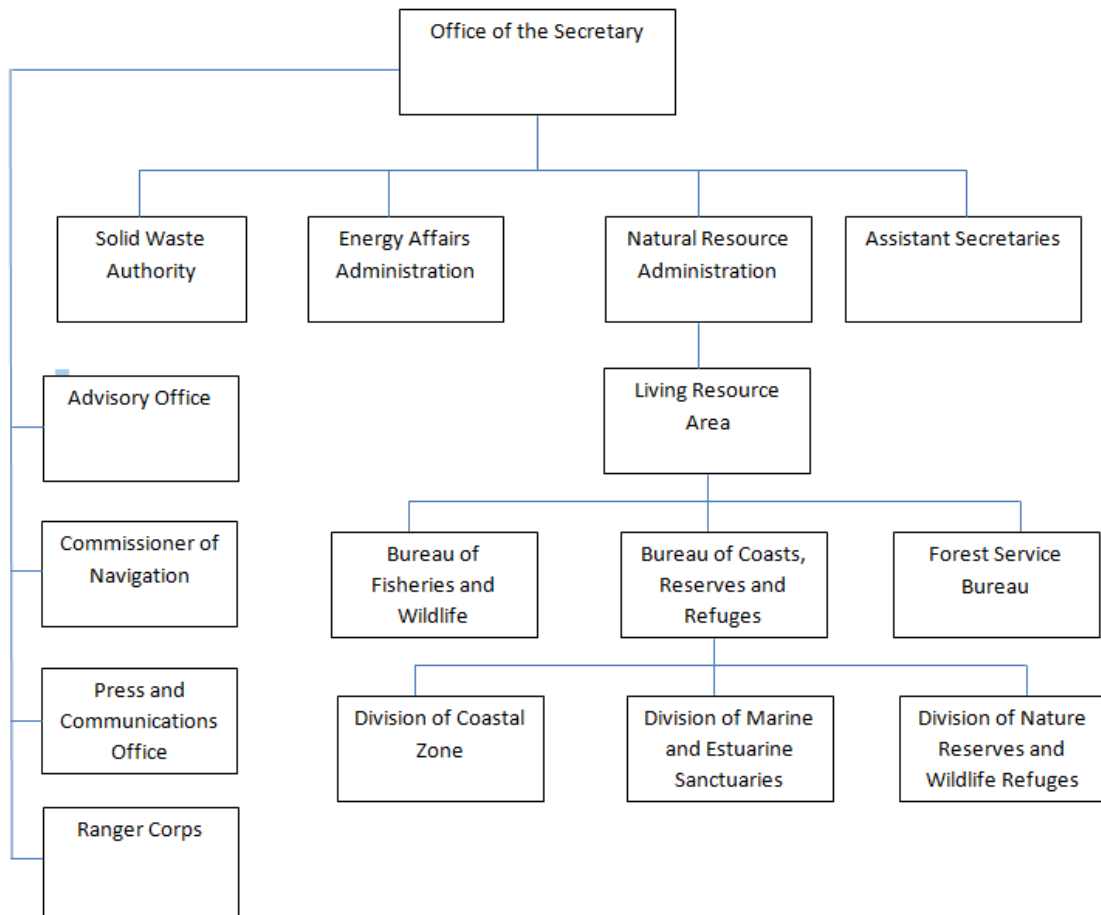 Office of the Secretary
Solid Waste
Authority
Energy Affairs
Administration
Natural Resource
Administration
Assistant Secretaries
Advisory Office
Living Resource
Area
Commissioner of
Navigation
Bureau of
Fisheries and
Wildlife
Bureau of Coasts,
Reserves and
Refuges
Forest Service
Bureau
Press and
Communications
Office
Division of Coastal
Zone
Division of Marine
and Estuarine
Sanctuaries
Division of Nature
Reserves and
Wildlife Refuges
Ranger Corps